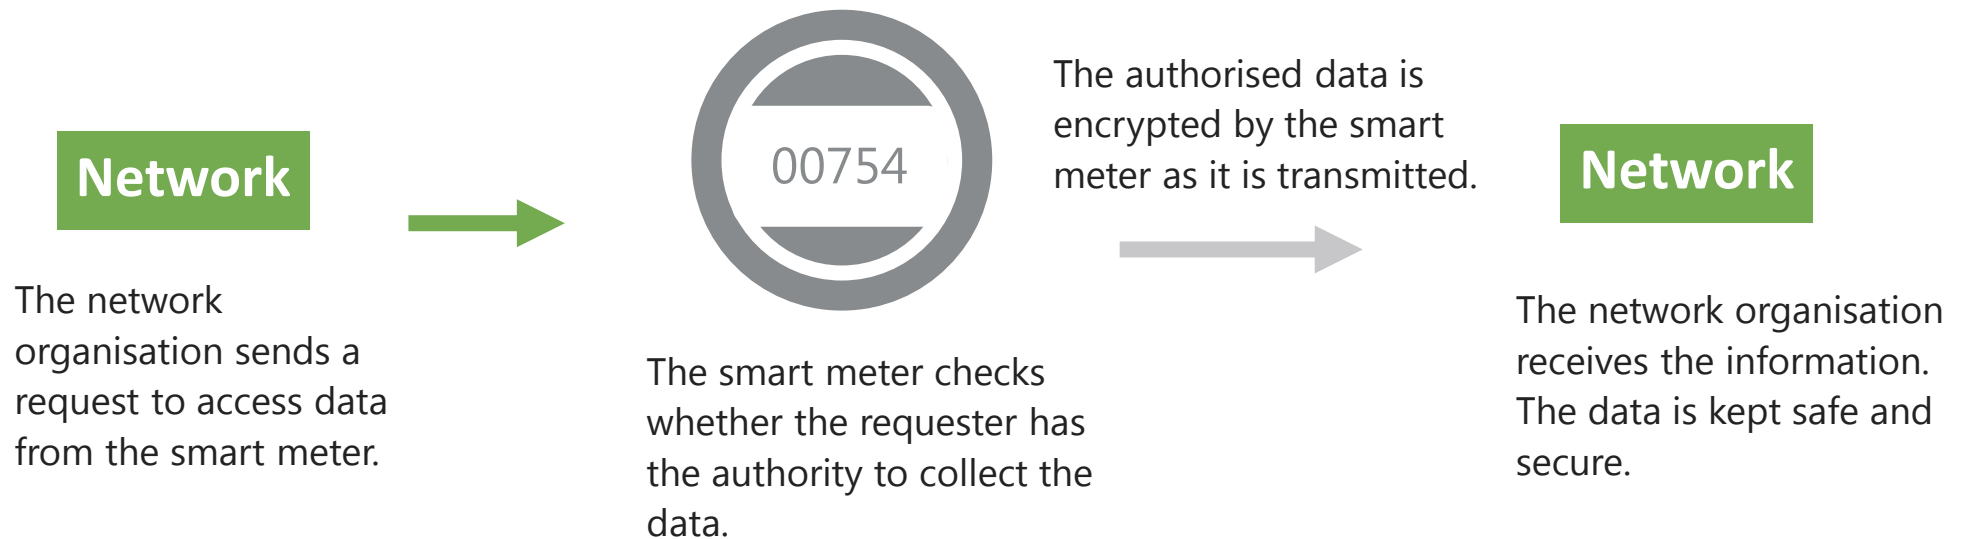 Network
The network
organisation sends a
request to access data
from the smart meter.
00754
The smart meter checks
whether the requester has
the authority to collect the
data.
The authorised data is
encrypted by the smart
meter as it is transmitted.
Network
The network organisation
receives the information.
The data is kept safe and
secure.